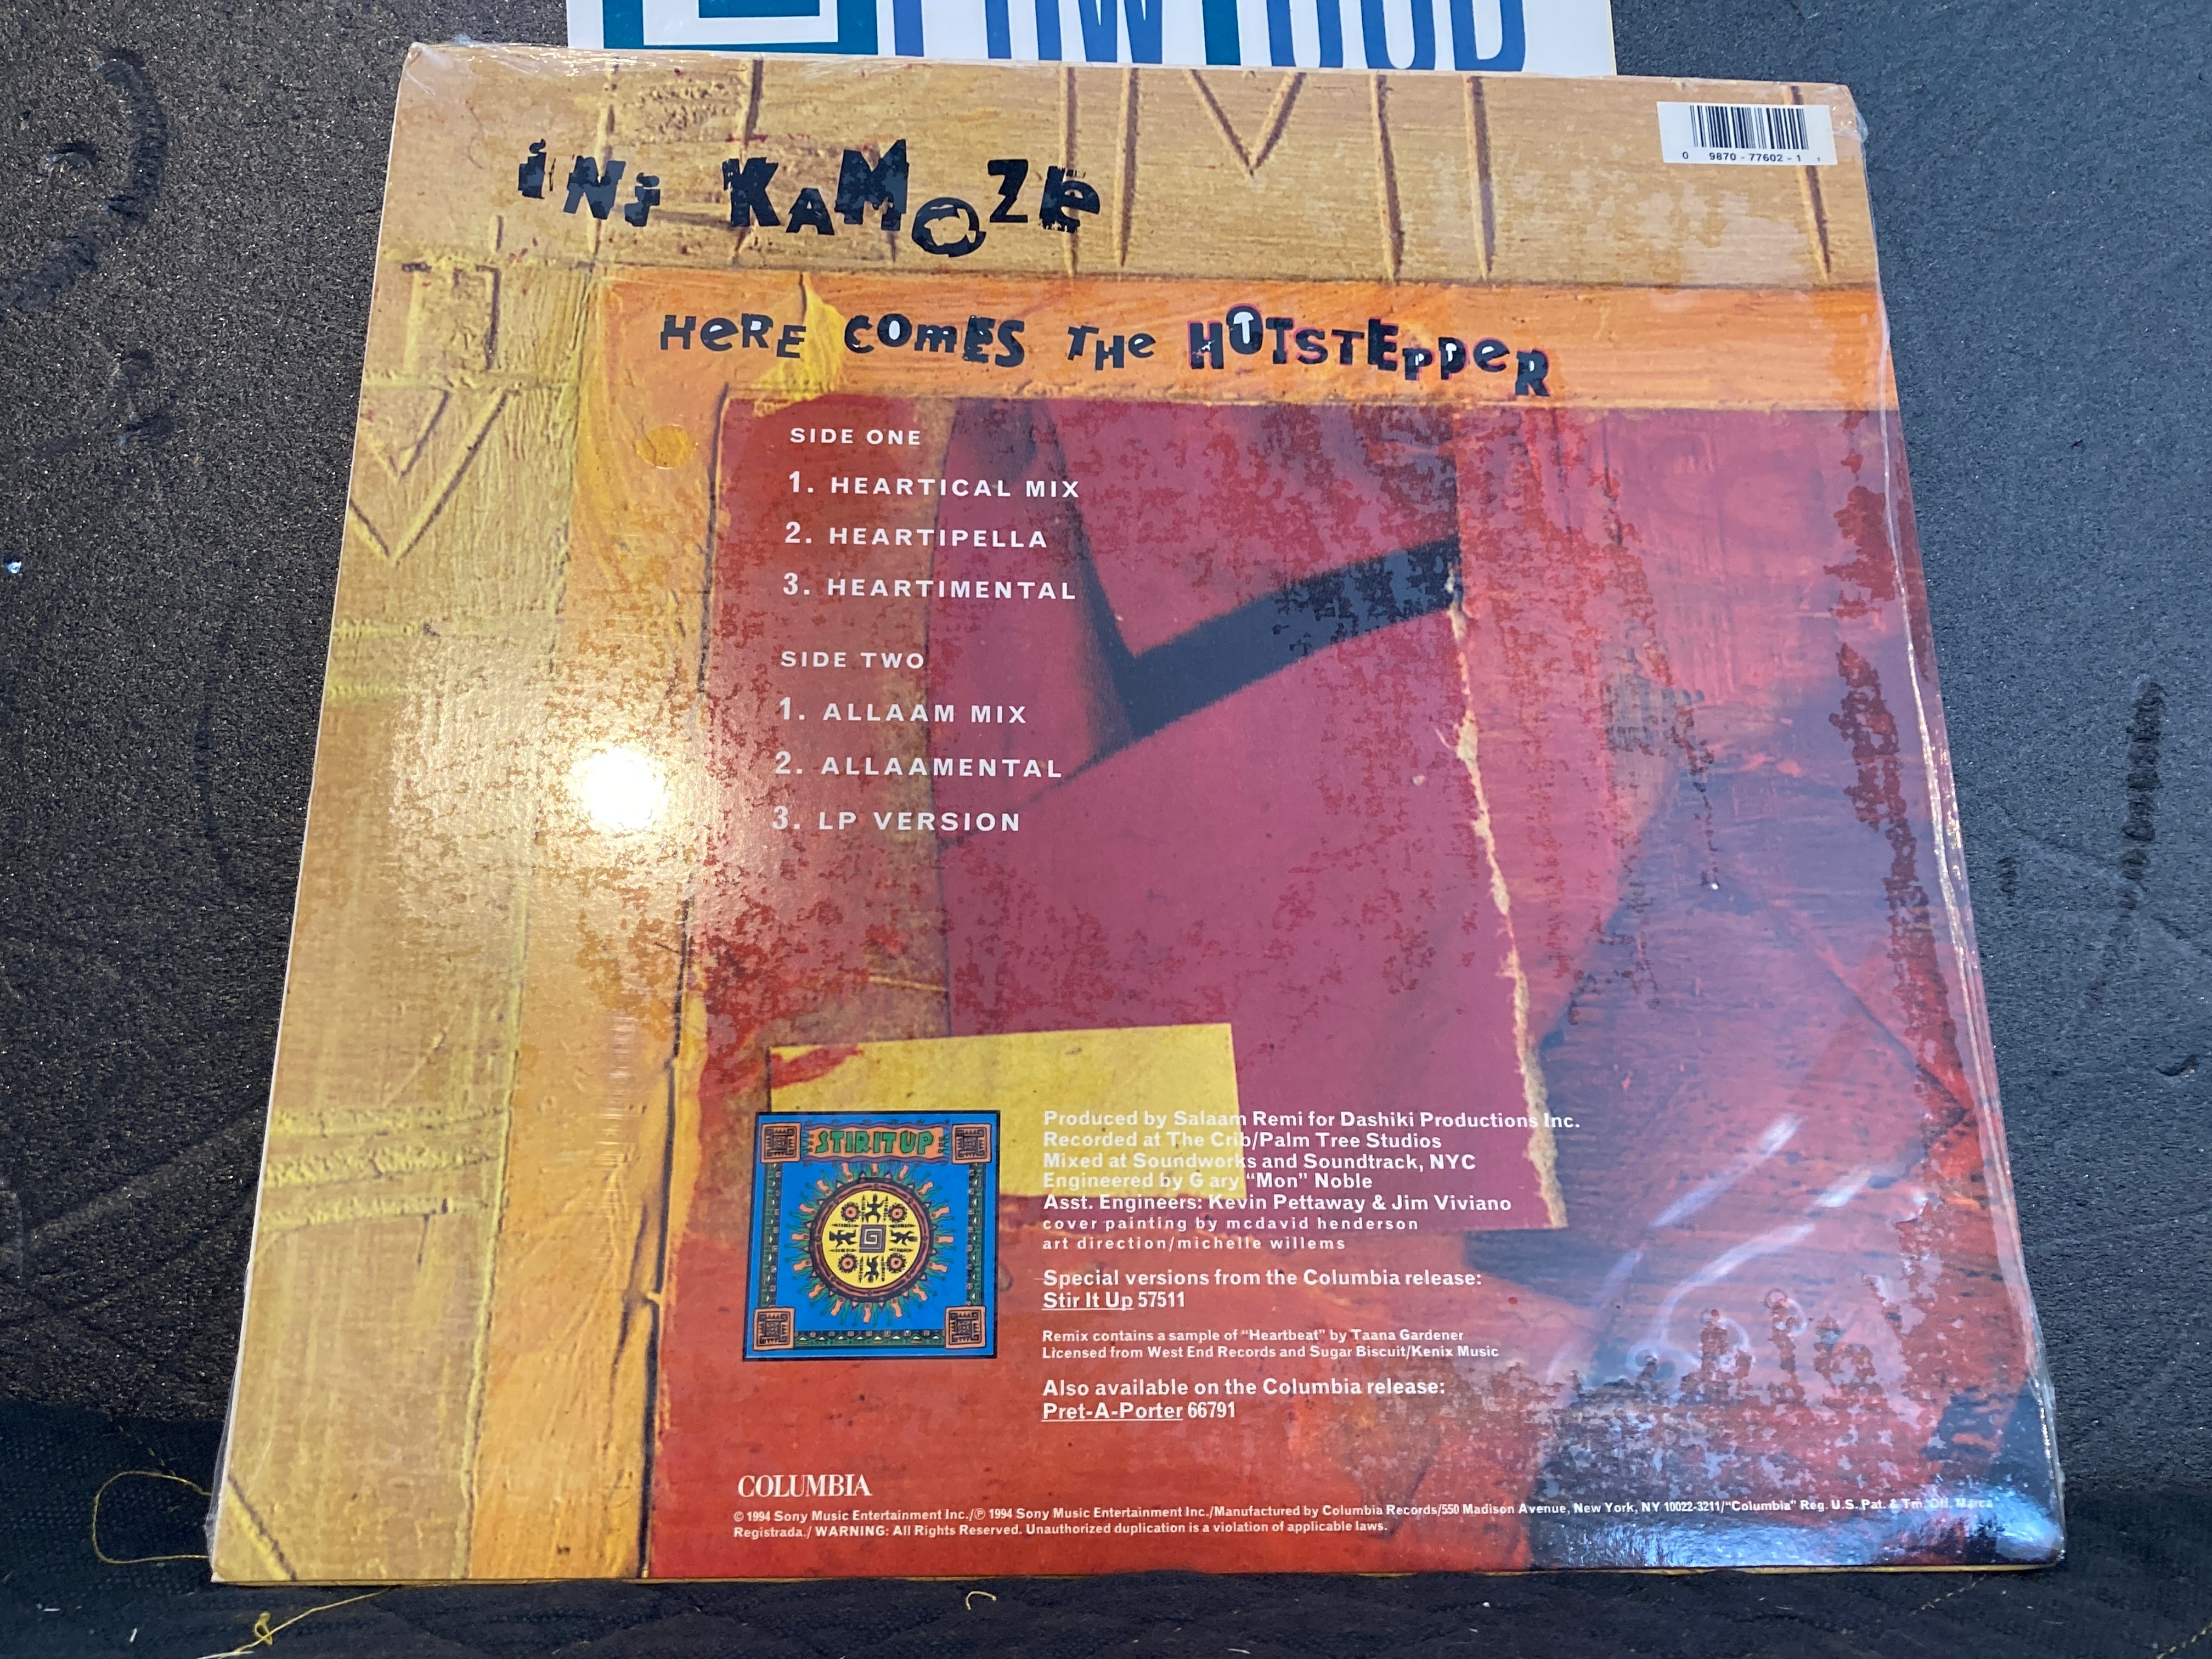 0 9870 - 77602 - 1 1
iNi KAMOZE
HeRE COMES THe HOTSTEppeR
SIDE ONE
1. HEARTICAL MIX
2. HEARTIPELLA
3. HEARTIMENTAL
SIDE TWO
1. ALLAAM MIX
2. ALLAAMENTAL
3. LP VERSION
STIR IT UP
Produced by Salaam Remi for Dashiki Productions Inc.
Recorded at The Crib/Palm Tree Studios
Mixed at Soundworks and Soundtrack, NYC
Engineered by G ary “Mon” Noble
Asst. Engineers: Kevin Pettaway & Jim Viviano
cover painting by mcdavid henderson
art direction/michelle willems
Special versions from the Columbia release:
Stir It Up 57511
Remix contains a sample of “Heartbeat” by Taana Gardener
Licensed from West End Records and Sugar Biscuit/Kenix Music
Also available on the Columbia release:
Pret-A-Porter 66791
COLUMBIA
© 1994 Sony Music Entertainment Inc./℗ 1994 Sony Music Entertainment Inc./Manufactured by Columbia Records/550 Madison Avenue, New York, NY 10022-3211/“Columbia” Reg. U.S. Pat. & Tm. Off. Marca
Registrada./ WARNING: All Rights Reserved. Unauthorized duplication is a violation of applicable laws.